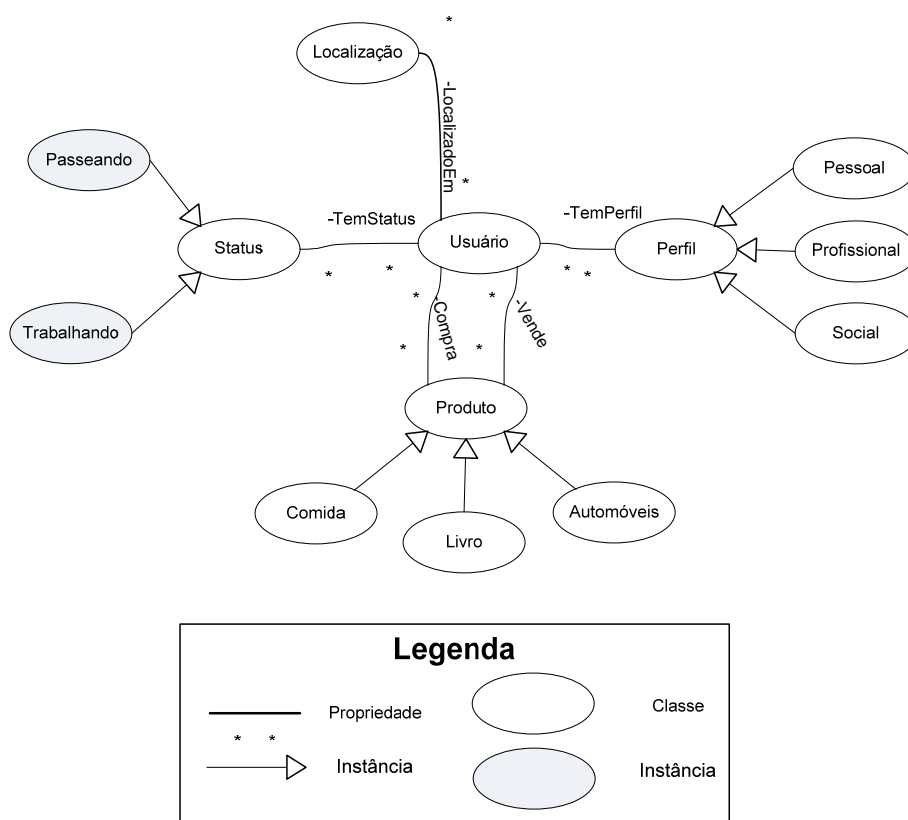 *
Localização
-LocalizadoEm
*
Passeando
Pessoal
-TemStatus
-TemPerfil
Status
Usuário
Perfil
Profissional
* * * * * *
-Compra
-Vende
Trabalhando
Social
* *
Produto
Comida
Livro
Automóveis
Legenda
Propriedade
Classe
* *
Instância
Instância